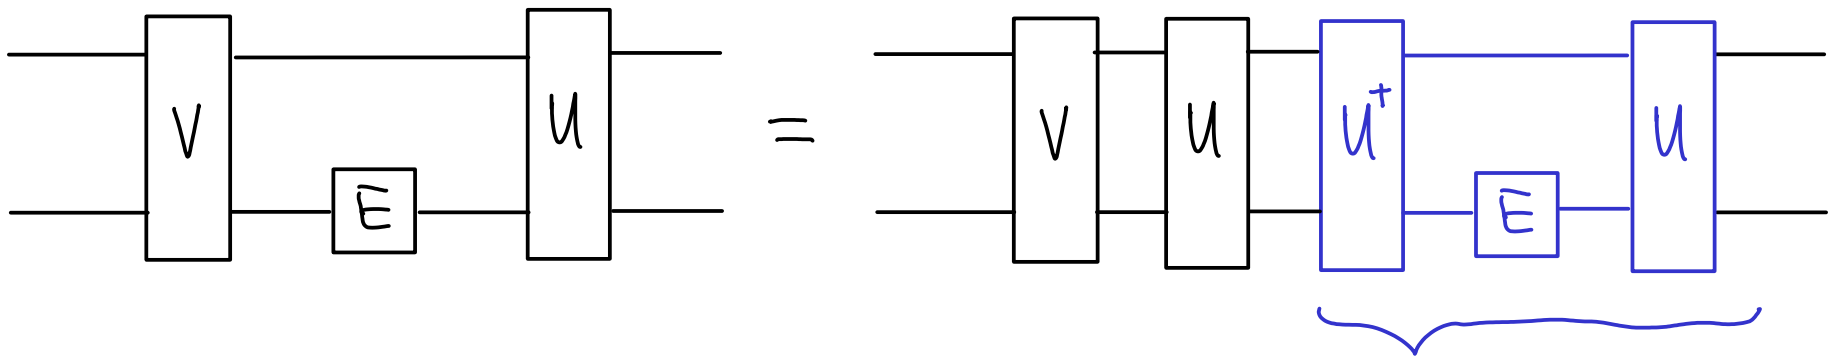 V E U = V U U† E U